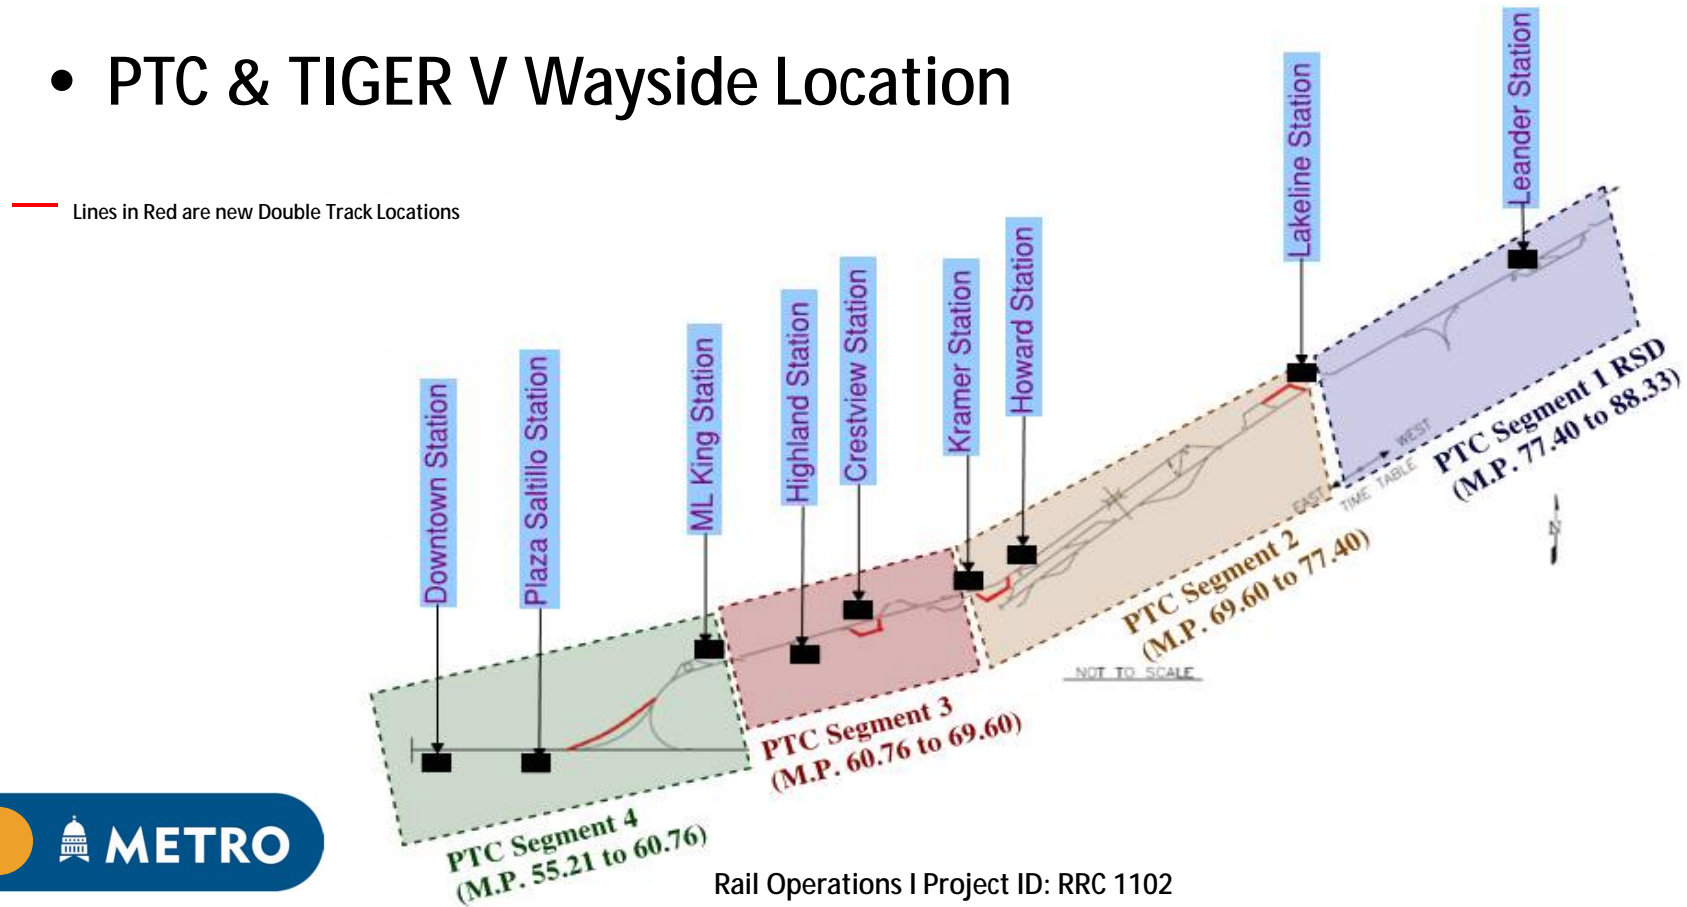 • PTC & TIGER V Wayside Location
Lines in Red are new Double Track Locations
Downtown Station
Plaza Saltillo Station
ML King Station
Highland Station
Crestview Station
Kramer Station
Howard Station
Lakeline Station
Leander Station
PTC Segment 1 RSD
(M.P. 77.40 to 88.33)
WEST
EAST
TIME TABLE
N
PTC Segment 2
(M.P. 69.60 to 77.40)
NOT TO SCALE
PTC Segment 3
(M.P. 60.76 to 69.60)
PTC Segment 4
(M.P. 55.21 to 60.76)
METRO
Rail Operations I Project ID: RRC 1102